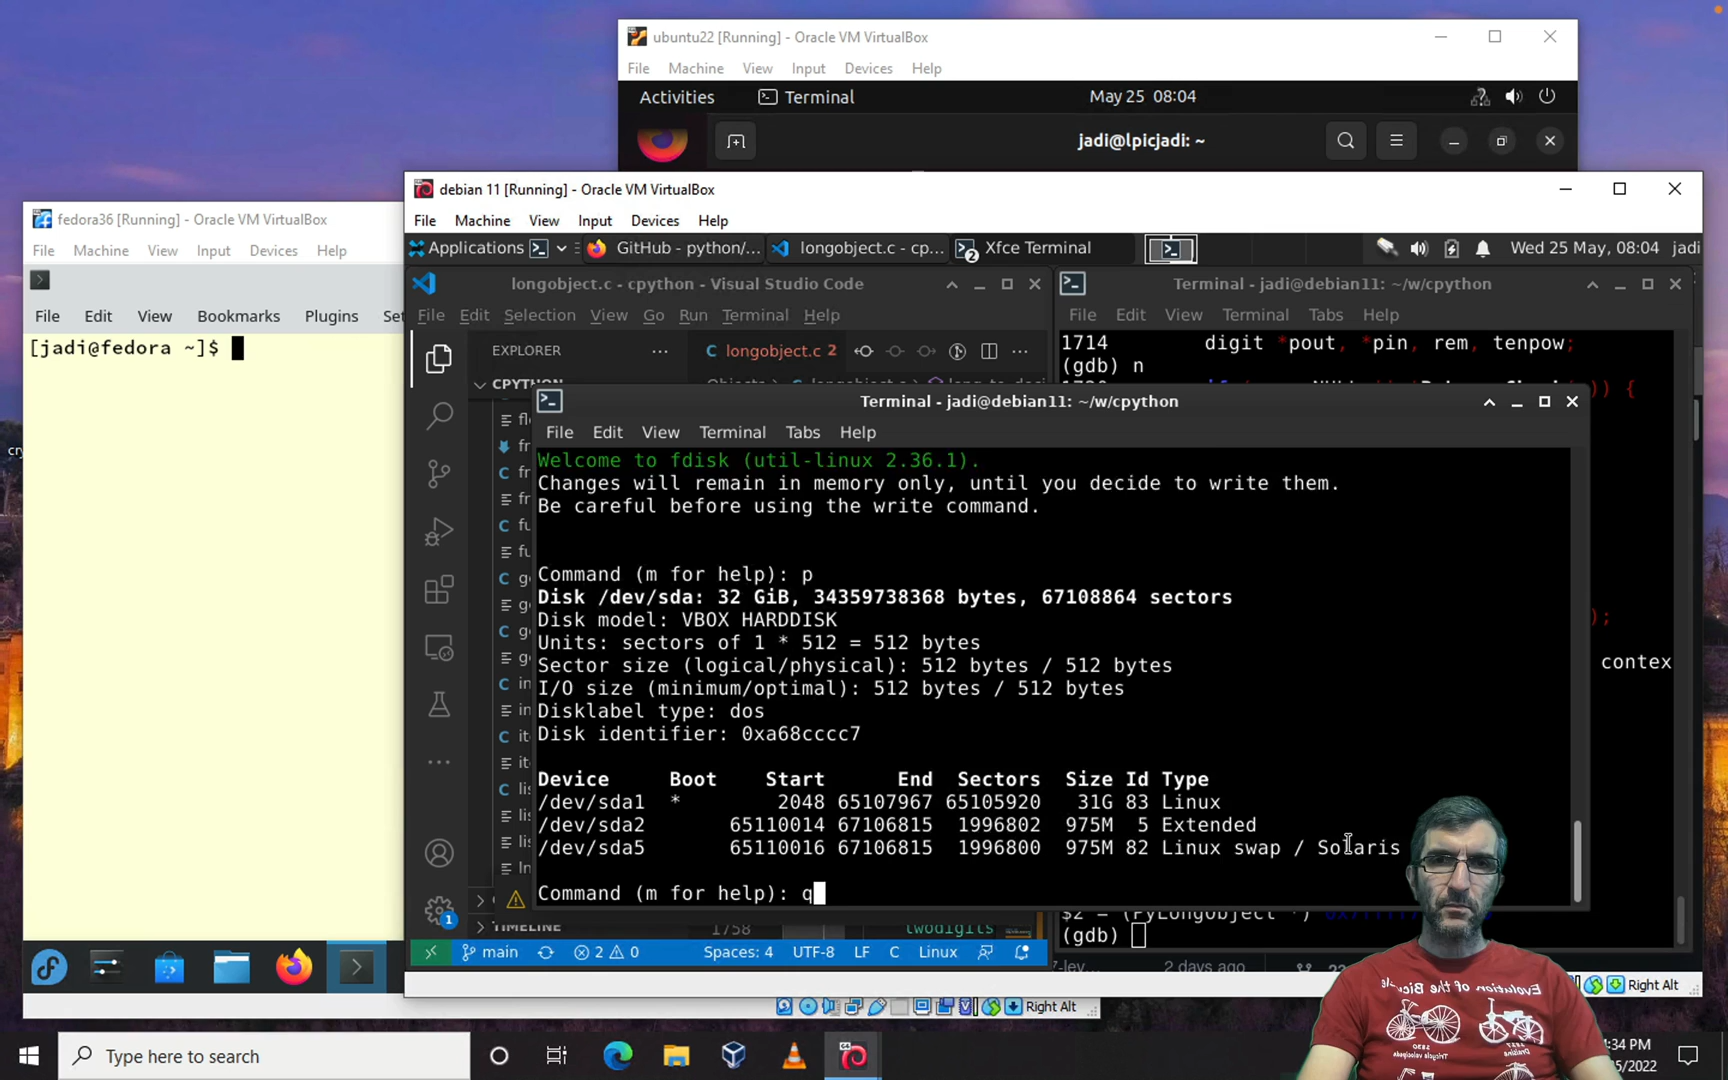 ubuntu22 [Running] - Oracle VM VirtualBox
File Machine View Input Devices Help
Activities Terminal May 25 08:04
jadi@lpicjadi: ~
fedora36 [Running] - Oracle VM VirtualBox
File Machine View Input Devices Help
File Edit View Bookmarks Plugins
[jadi@fedora ~]$
debian 11 [Running] - Oracle VM VirtualBox
File Machine View Input Devices Help
Applications GitHub - python/... longobject.c - cp... 2 Xfce Terminal Wed 25 May, 08:04 jadi
longobject.c - cpython - Visual Studio Code
File Edit Selection View Go Run Terminal Help
EXPLORER
longobject.c 2
CPYTHON
Terminal - jadi@debian11: ~/w/cpython
File Edit View Terminal Tabs Help
1714 digit *pout, *pin, rem, tenpow;
(gdb) n
contex
Terminal - jadi@debian11: ~/w/cpython
File Edit View Terminal Tabs Help
Welcome to fdisk (util-linux 2.36.1).
Changes will remain in memory only, until you decide to write them.
Be careful before using the write command.
Command (m for help): p
Disk /dev/sda: 32 GiB, 34359738368 bytes, 67108864 sectors
Disk model: VBOX HARDDISK
Units: sectors of 1 * 512 = 512 bytes
Sector size (logical/physical): 512 bytes / 512 bytes
I/O size (minimum/optimal): 512 bytes / 512 bytes
Disklabel type: dos
Disk identifier: 0xa68cccc7
Device Boot Start End Sectors Size Id Type
/dev/sda1 * 2048 65107967 65105920 31G 83 Linux
/dev/sda2 65110014 67106815 1996802 975M 5 Extended
/dev/sda5 65110016 67106815 1996800 975M 82 Linux swap / Solaris
Command (m for help): q
TIMELINE
1758 twodigits
(gdb)
main 2 0 Spaces: 4 UTF-8 LF C Linux
1
2 days ago
Right Alt
Right Alt
Evolution of the Bicycle
Type here to search